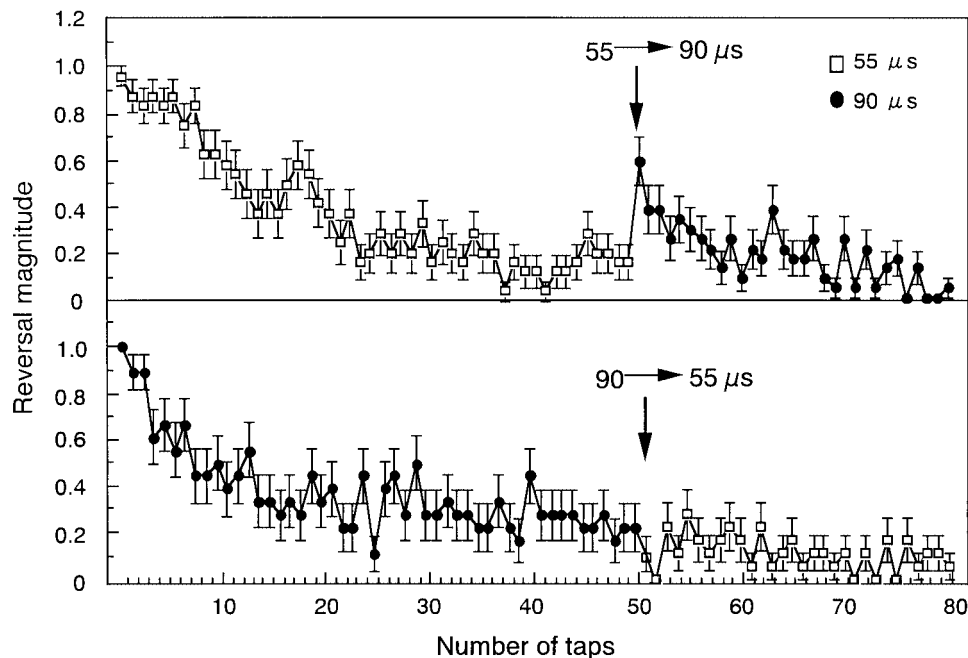 1.2
1.0
0.8
0.6
0.4
0.2
0
55 → 90 μs
55 μs
90 μs
Reversal magnitude
1.0
0.8
0.6
0.4
0.2
0
90 → 55 μs
10 20 30 40 50 60 70 80
Number of taps